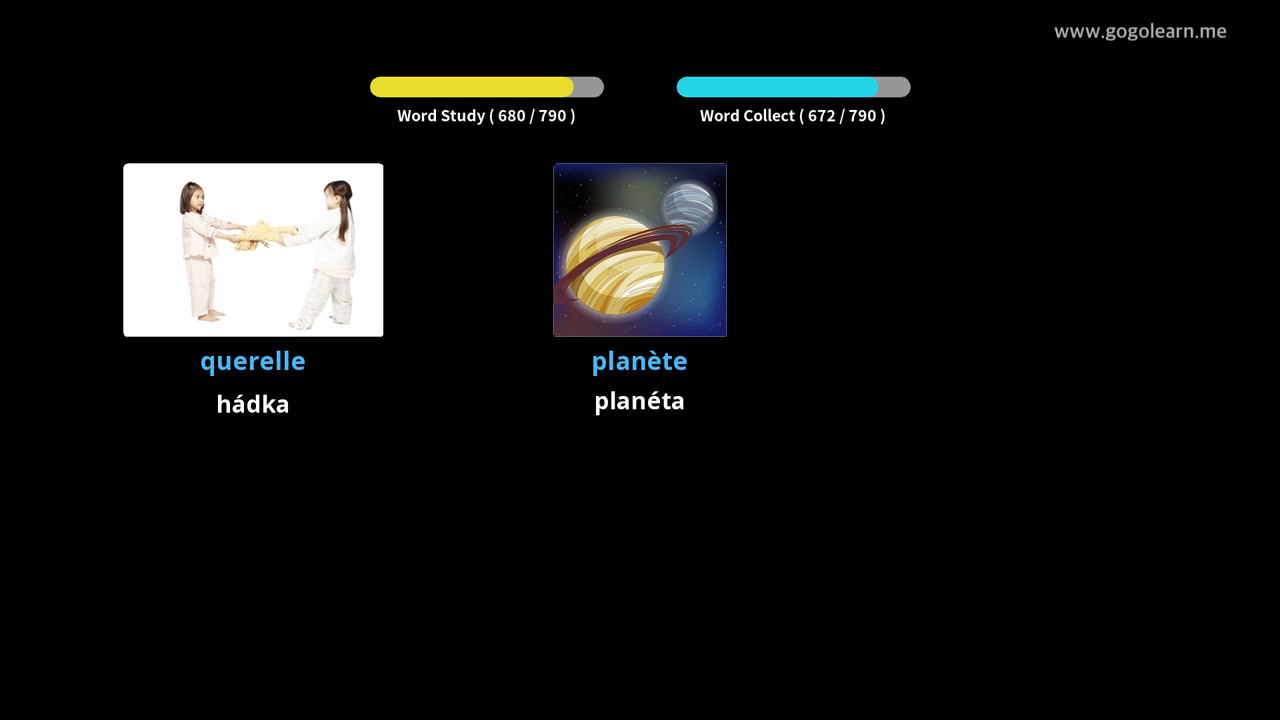 www.gogolearn.me
Word Study ( 680 / 790 )
Word Collect ( 672 / 790 )
querelle
hádka
planète
planéta